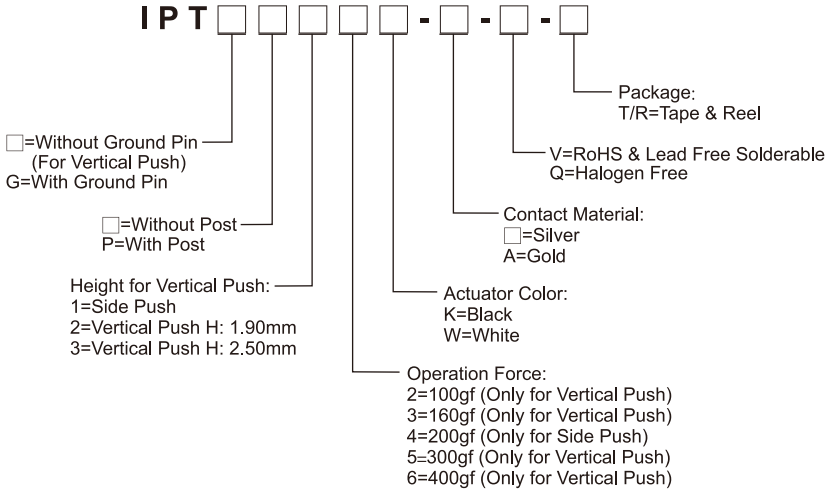 IPT□□□□□-□-□-□
Package:
T/R=Tape & Reel
□=Without Ground Pin
(For Vertical Push)
G=With Ground Pin
V=RoHS & Lead Free Solderable
Q=Halogen Free
□=Without Post
P=With Post
Contact Material:
□=Silver
A=Gold
Height for Vertical Push:
1=Side Push
2=Vertical Push H: 1.90mm
3=Vertical Push H: 2.50mm
Actuator Color:
K=Black
W=White
Operation Force:
2=100gf (Only for Vertical Push)
3=160gf (Only for Vertical Push)
4=200gf (Only for Side Push)
5=300gf (Only for Vertical Push)
6=400gf (Only for Vertical Push)